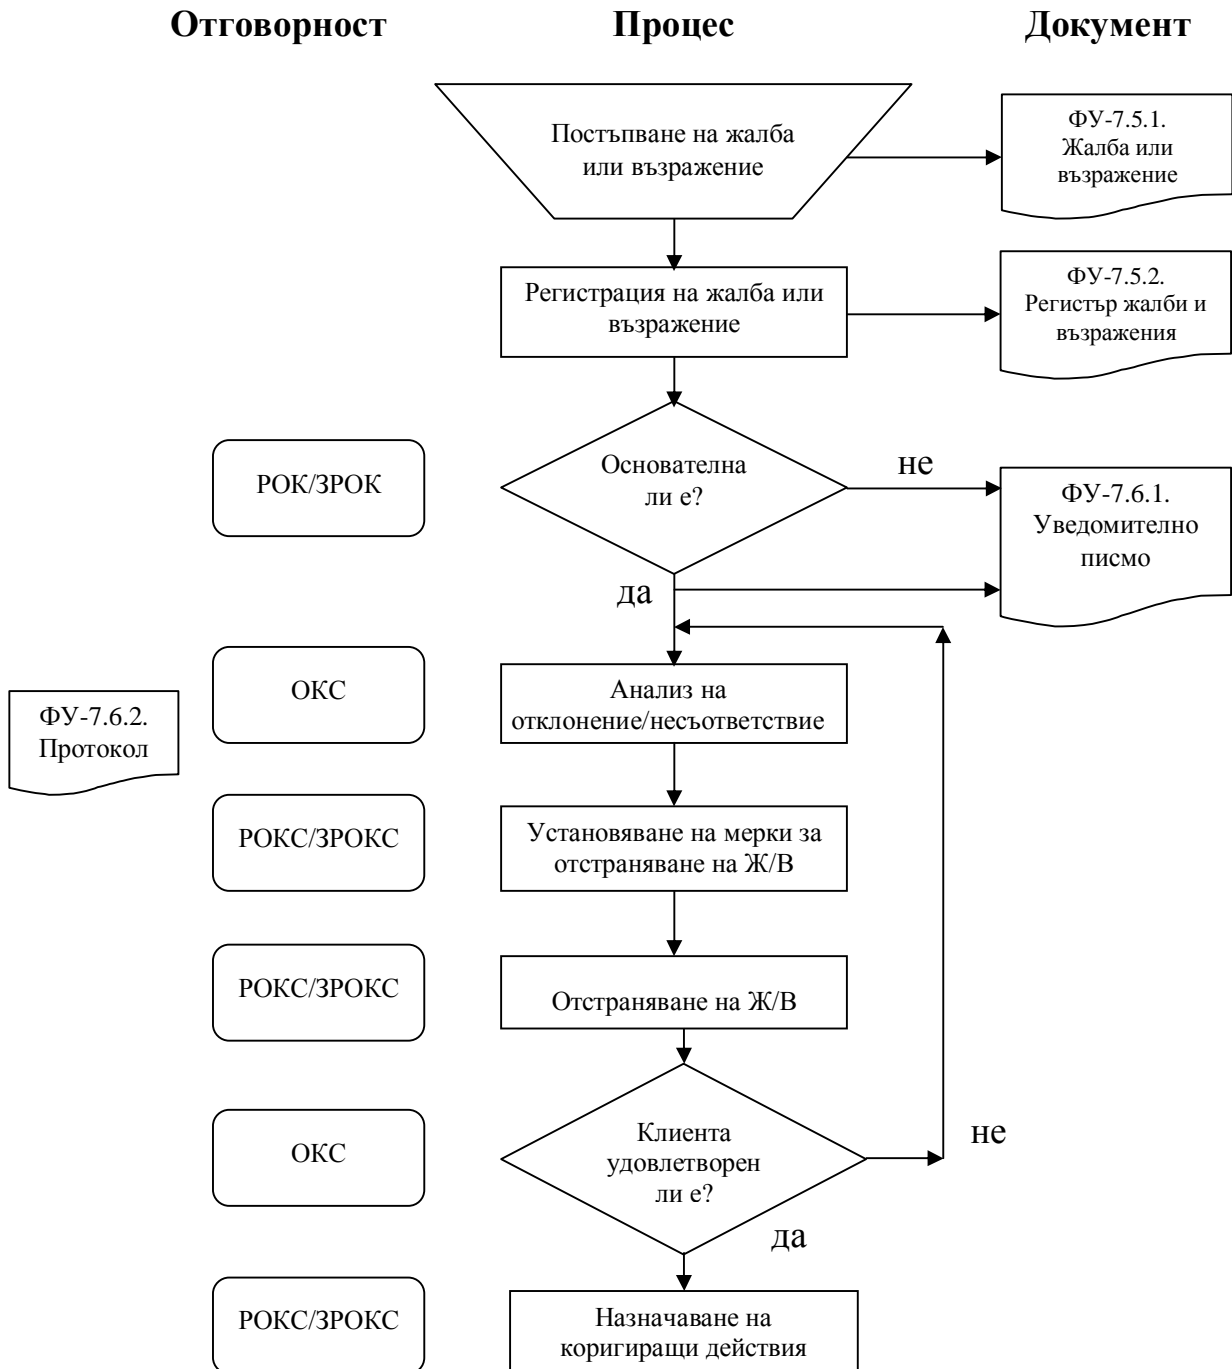 Отговорност
Процес
Документ
Постъпване на жалба
или възражение
ФУ-7.5.1.
Жалба или
възражение
Регистрация на жалба или
възражение
ФУ-7.5.2.
Регистър жалби и
възражения
РОК/ЗРОК
Основателна
ли е?
не
ФУ-7.6.1.
Уведомително
писмо
да
ФУ-7.6.2.
Протокол
ОКС
Анализ на
отклонение/несъответствие
РОКС/ЗРОКС
Установяване на мерки за
отстраняване на Ж/В
РОКС/ЗРОКС
Отстраняване на Ж/В
ОКС
Клиента
удовлетворен
ли е?
не
да
РОКС/ЗРОКС
Назначаване на
коригиращи действия